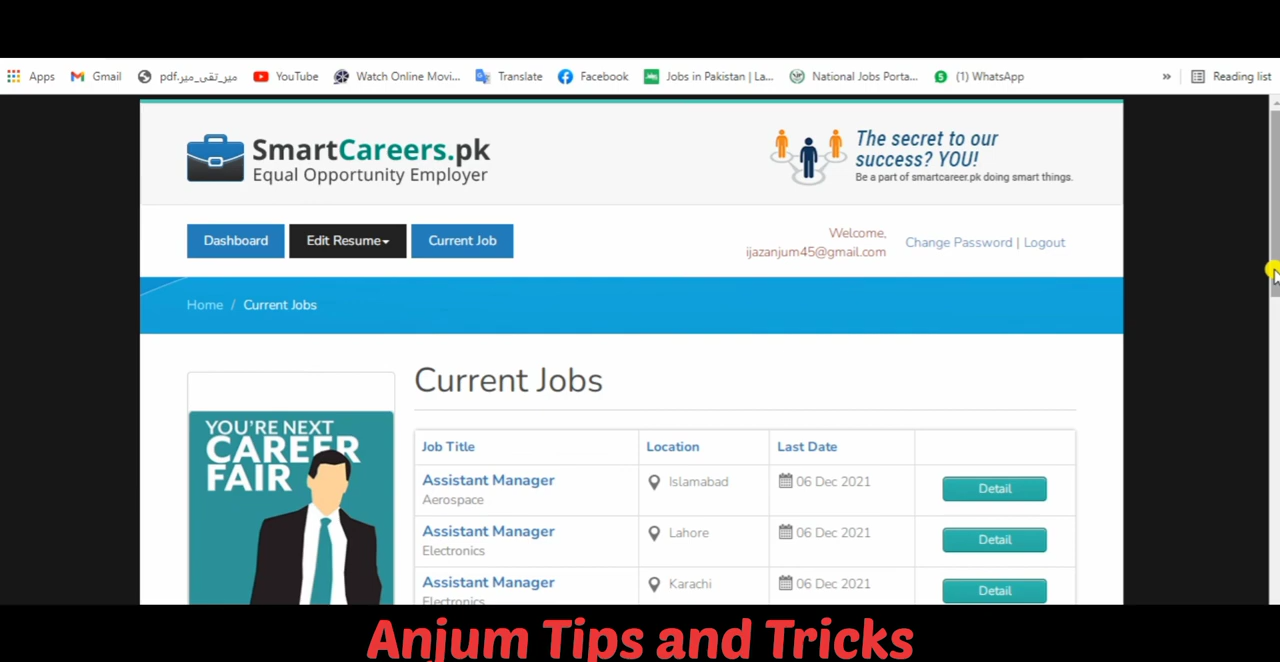 Apps Gmail میر_تقی_میر.pdf YouTube Watch Online Movi... Translate Facebook Jobs in Pakistan | La... National Jobs Porta... (1) WhatsApp » Reading list
SmartCareers.pk
Equal Opportunity Employer
The secret to our
success? YOU!
Be a part of smartcareer.pk doing smart things.
Dashboard Edit Resume Current Job
Welcome,
ijazanjum45@gmail.com
Change Password | Logout
Home / Current Jobs
YOU'RE NEXT
CAREER
FAIR
Current Jobs
Job Title Location Last Date
Assistant Manager Islamabad 06 Dec 2021 Detail
Aerospace
Assistant Manager Lahore 06 Dec 2021 Detail
Electronics
Assistant Manager Karachi 06 Dec 2021 Detail
Electronics
Anjum Tips and Tricks